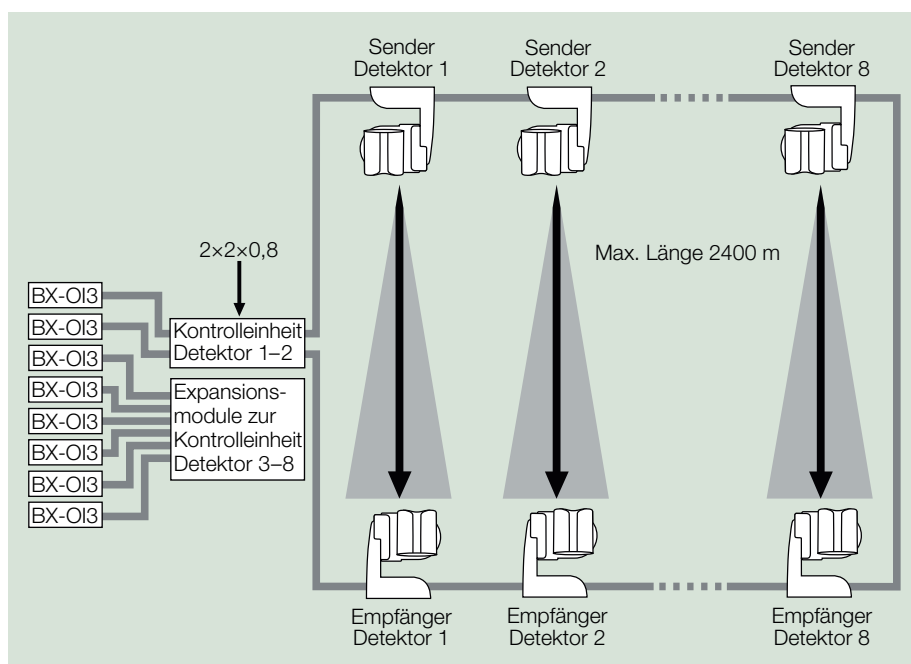 Sender
Detektor 1
Sender
Detektor 2
Sender
Detektor 8
2×2×0,8
Max. Länge 2400 m
BX-OI3
BX-OI3
BX-OI3
BX-OI3
BX-OI3
BX-OI3
BX-OI3
BX-OI3
Kontrolleinheit
Detektor 1–2
Expansions-
module zur
Kontrolleinheit
Detektor 3–8
Empfänger
Detektor 1
Empfänger
Detektor 2
Empfänger
Detektor 8